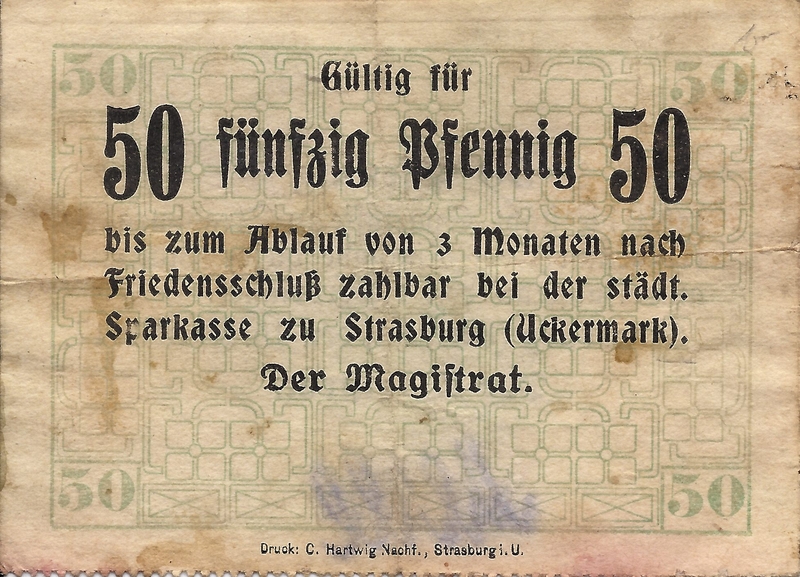 50 50
Gültig für
50 fünfzig Pfennig 50
bis zum Ablauf von 3 Monaten nach
Friedensschluß zahlbar bei der städt.
Sparkasse zu Strasburg (Uckermark).
Der Magistrat.
50 50
Druck: C. Hartwig Nachf., Strasburg i. U.